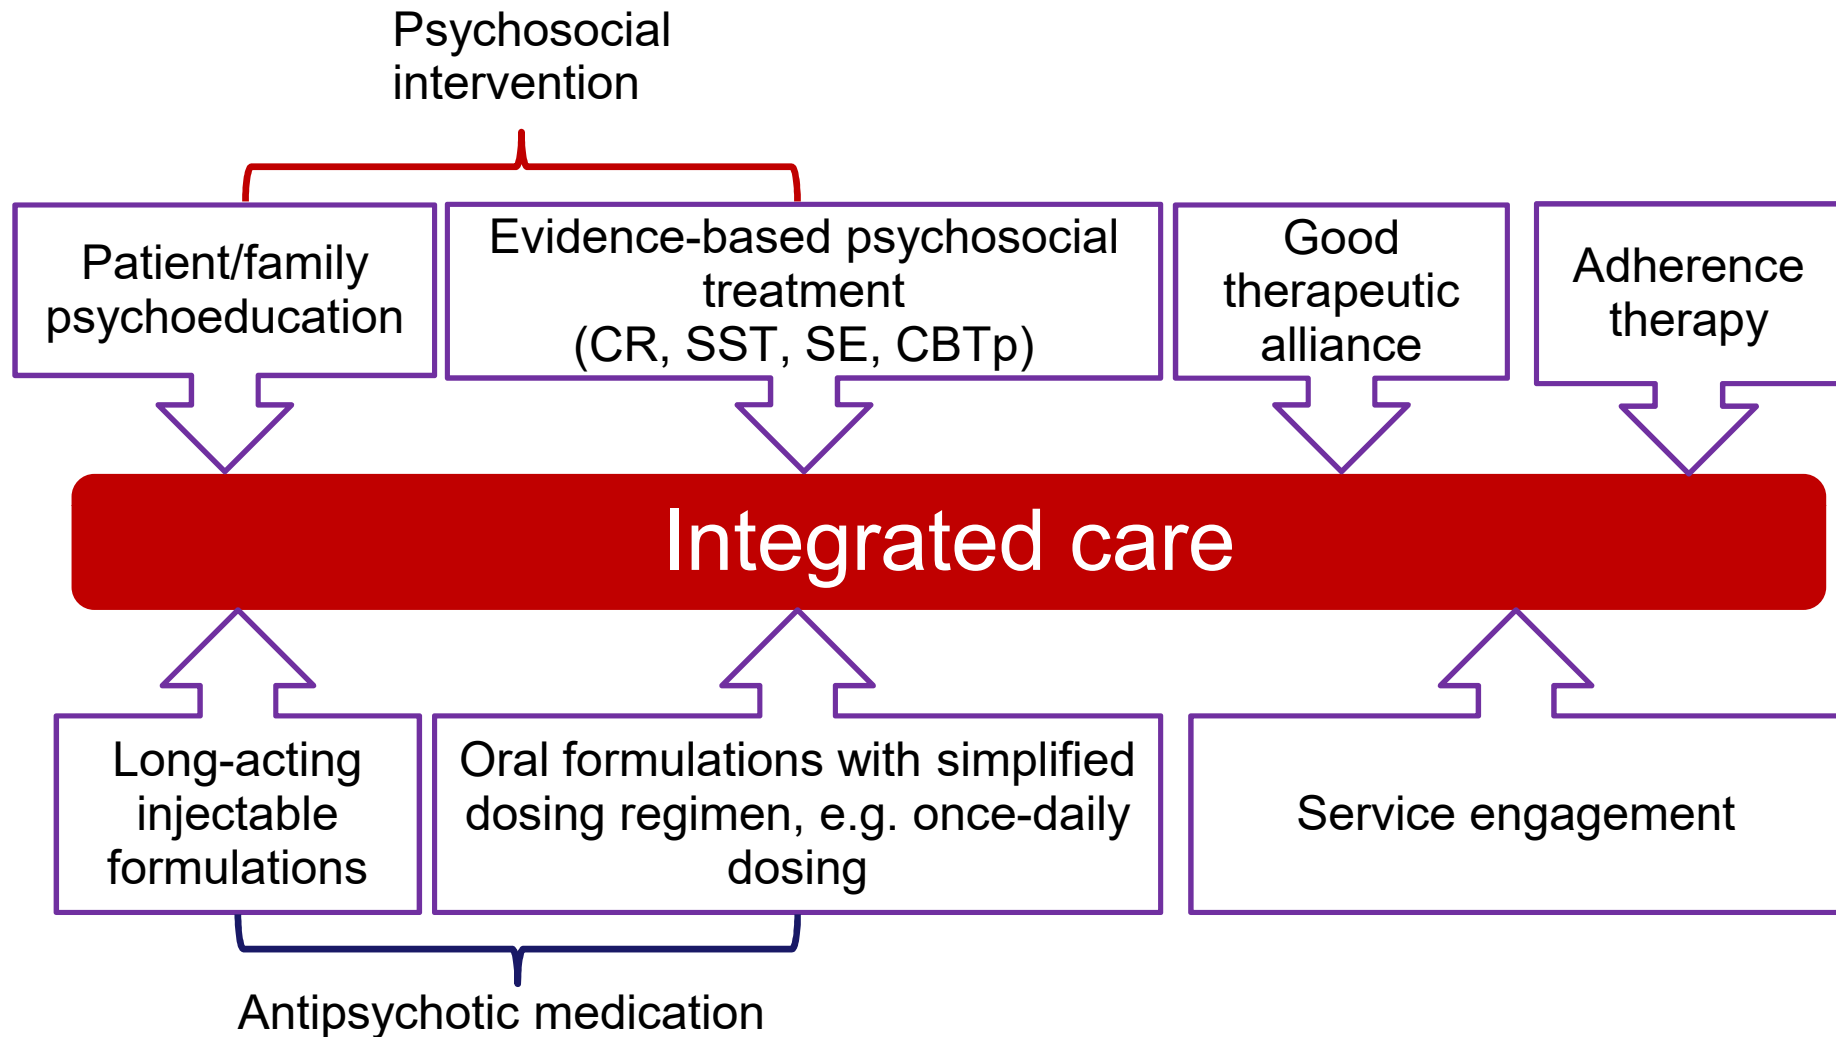 Psychosocial
intervention
Patient/family
psychoeducation
Evidence-based psychosocial
treatment
(CR, SST, SE, CBTp)
Good
therapeutic
alliance
Adherence
therapy
Integrated care
Long-acting
injectable
formulations
Oral formulations with simplified
dosing regimen, e.g. once-daily
dosing
Service engagement
Antipsychotic medication